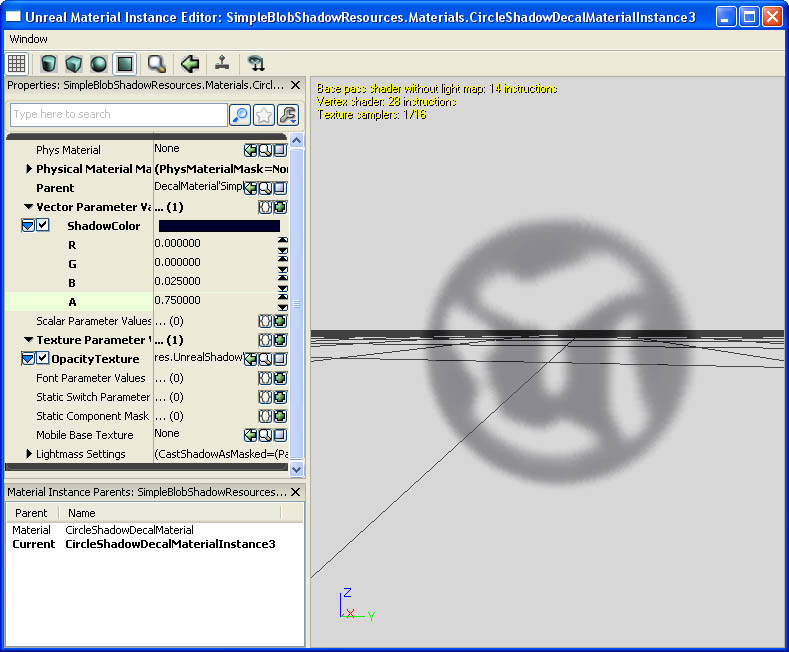 Unreal Material Instance Editor: SimpleBlobShadowResources.Materials.CircleShadowDecalMaterialInstance3
Window
Properties: SimpleBlobShadowResources.Materials.Circl...
Type here to search
Phys Material None
Physical Material Ma (PhysMaterialMask=Nor
Parent DecalMaterial'Simpl
Vector Parameter Va ... (1)
ShadowColor
R 0.000000
G 0.000000
B 0.025000
A 0.750000
Scalar Parameter Values ... (0)
Texture Parameter V ... (1)
OpacityTexture res.UnrealShadow
Font Parameter Values ... (0)
Static Switch Parameter ... (0)
Static Component Mask ... (0)
Mobile Base Texture None
Lightmass Settings (CastShadowAsMasked=(Pa
Material Instance Parents: SimpleBlobShadowResources...
Parent Name
Material CircleShadowDecalMaterial
Current CircleShadowDecalMaterialInstance3
Base pass shader without light map: 14 instructions
Vertex shader: 28 instructions
Texture samplers: 1/16
Z
X Y